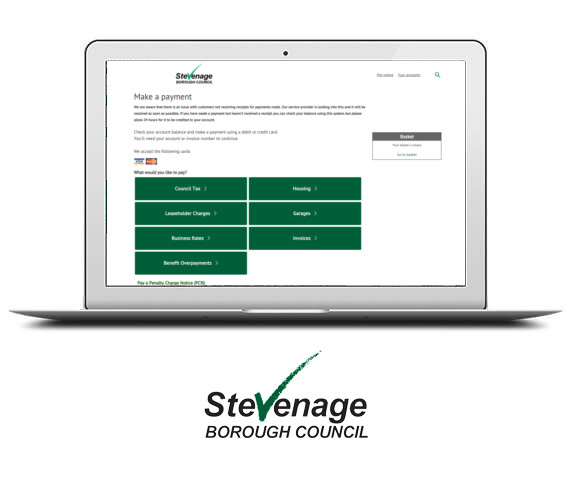 Stevenage
BOROUGH COUNCIL
Pay online Your accounts
Make a payment
We are aware that there is an issue with customers not receiving receipts for payments made. Our service provider is looking into this and it will be
resolved as soon as possible. If you have made a payment but haven't received a receipt you can check your balance using this system but please
allow 24 hours for it to be credited to your account.
Check your account balance and make a payment using a debit or credit card.
You'll need your account or invoice number to continue.
Basket
Your basket is empty
Go to basket
We accept the following cards:
What would you like to pay?
Council Tax
Housing
Leaseholder Charges
Garages
Business Rates
Invoices
Benefit Overpayments
Pay a Penalty Charge Notice (PCN)
Stevenage
BOROUGH COUNCIL